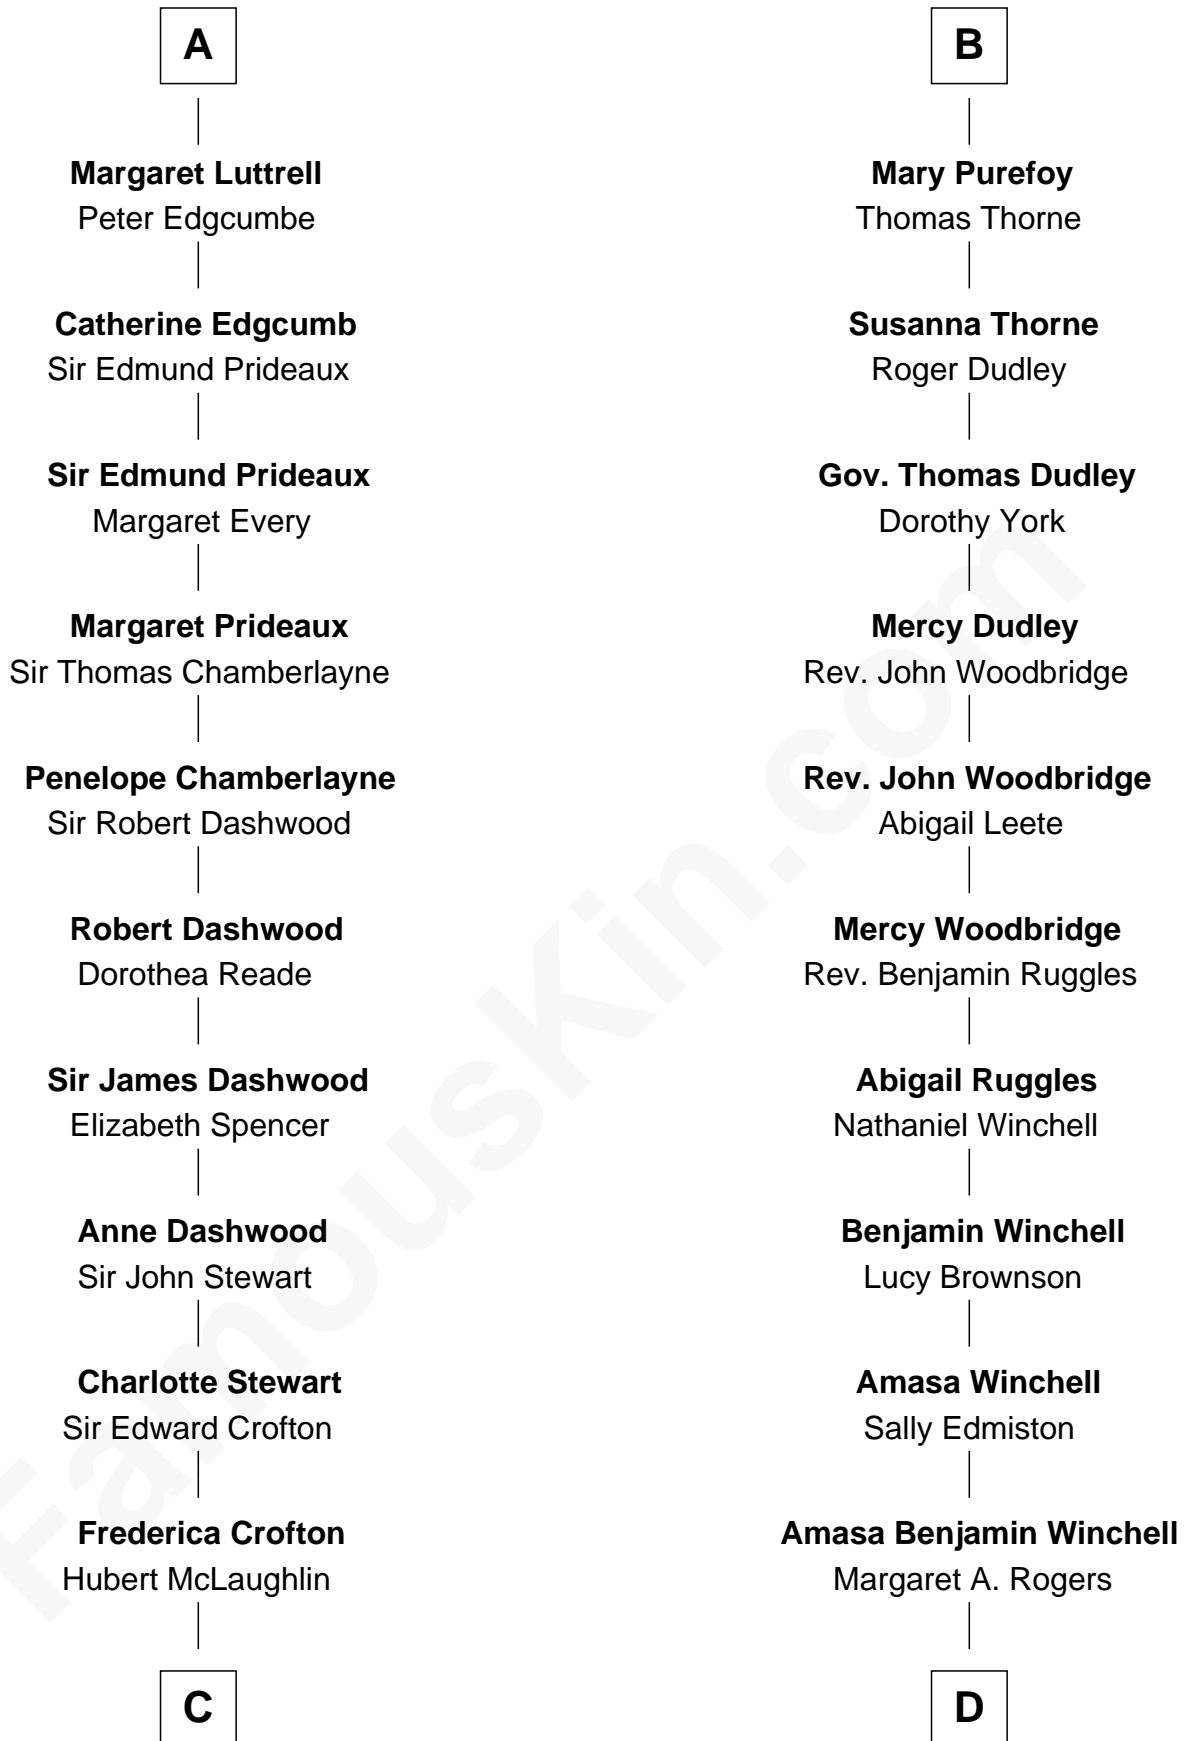 A
Margaret Luttrell
Peter Edgcumbe
Catherine Edgcumb
Sir Edmund Prideaux
Sir Edmund Prideaux
Margaret Every
Margaret Prideaux
Sir Thomas Chamberlayne
Penelope Chamberlayne
Sir Robert Dashwood
Robert Dashwood
Dorothea Reade
Sir James Dashwood
Elizabeth Spencer
Anne Dashwood
Sir John Stewart
Charlotte Stewart
Sir Edward Crofton
Frederica Crofton
Hubert McLaughlin
C
B
Mary Purefoy
Thomas Thorne
Susanna Thorne
Roger Dudley
Gov. Thomas Dudley
Dorothy York
Mercy Dudley
Rev. John Woodbridge
Rev. John Woodbridge
Abigail Leete
Mercy Woodbridge
Rev. Benjamin Ruggles
Abigail Ruggles
Nathaniel Winchell
Benjamin Winchell
Lucy Brownson
Amasa Winchell
Sally Edmiston
Amasa Benjamin Winchell
Margaret A. Rogers
D
FamousKin.com